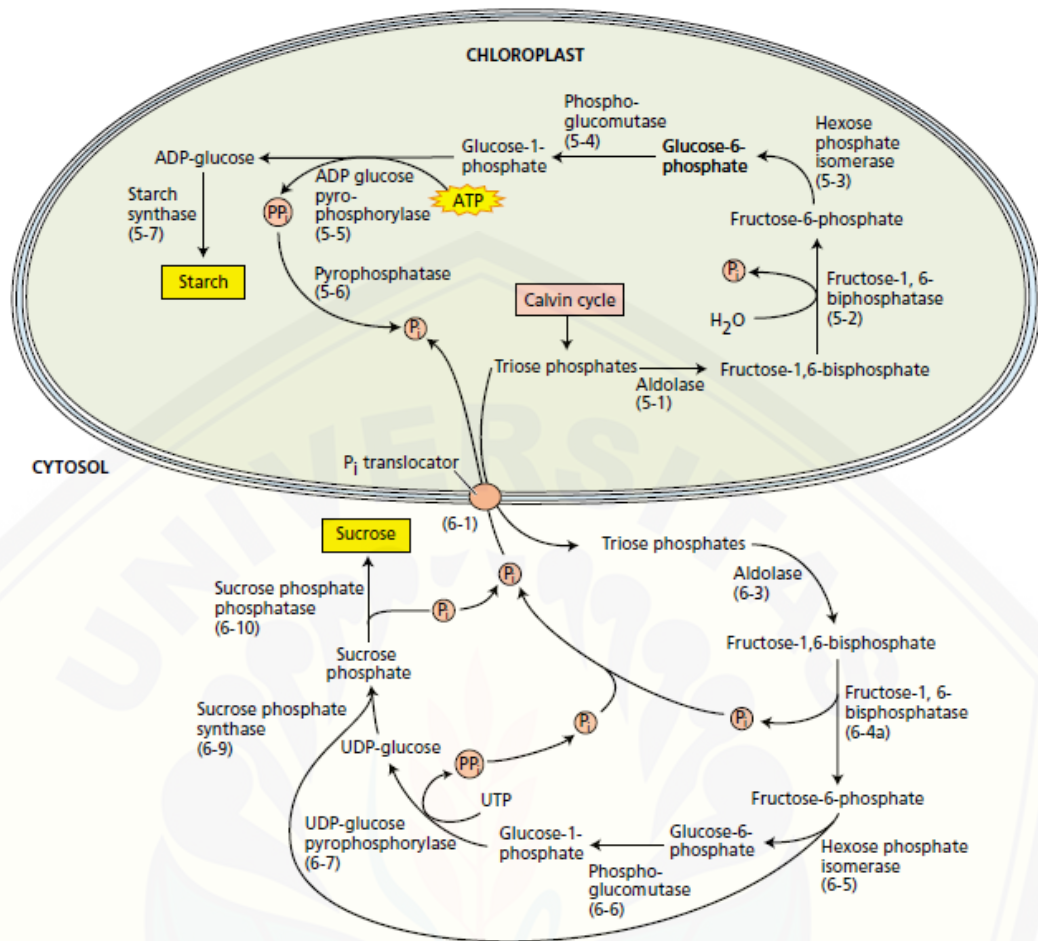 CHLOROPLAST
Phospho-
glucomutase
(5-4)
Hexose
phosphate
isomerase
(5-3)
ADP-glucose
Glucose-1-
phosphate
Glucose-6-
phosphate
Starch
synthase
(5-7)
PPi
ADP glucose
pyro-
phosphorylase
(5-5)
ATP
Fructose-6-phosphate
Starch
Pyrophosphatase
(5-6)
Pi
Fructose-1, 6-
biphosphatase
(5-2)
Calvin cycle
H2O
Pi
Triose phosphates
Aldolase
(5-1)
Fructose-1,6-bisphosphate
CYTOSOL
Pi translocator
(6-1)
Sucrose
Triose phosphates
Aldolase
(6-3)
Pi
Sucrose phosphate
phosphatase
(6-10)
Pi
Fructose-1,6-bisphosphate
Sucrose
phosphate
Fructose-1, 6-
bisphosphatase
(6-4a)
Sucrose phosphate
synthase
(6-9)
Pi
Pi
UDP-glucose
PPi
UTP
Fructose-6-phosphate
UDP-glucose
pyrophosphorylase
(6-7)
Glucose-1-
phosphate
Glucose-6-
phosphate
Hexose phosphate
isomerase
(6-5)
Phospho-
glucomutase
(6-6)
UNIVERSITAS